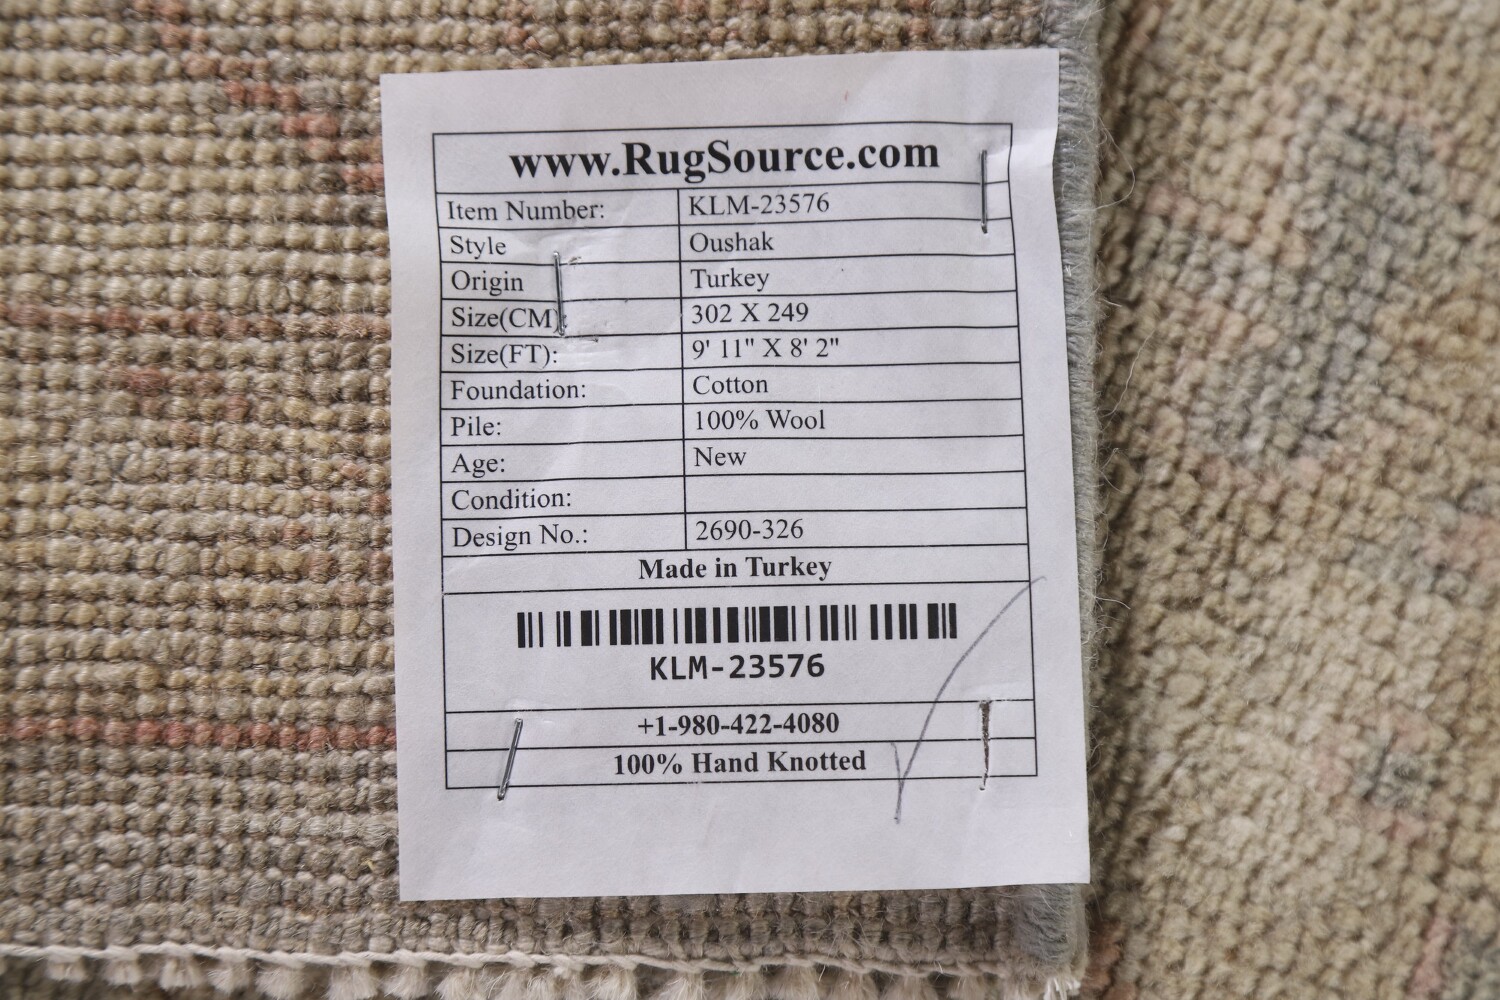 www.RugSource.com
Item Number: KLM-23576
Style Oushak
Origin Turkey
Size(CM): 302 X 249
Size(FT): 9' 11" X 8' 2"
Foundation: Cotton
Pile: 100% Wool
Age: New
Condition:
Design No.: 2690-326
Made in Turkey
KLM-23576
+1-980-422-4080
100% Hand Knotted